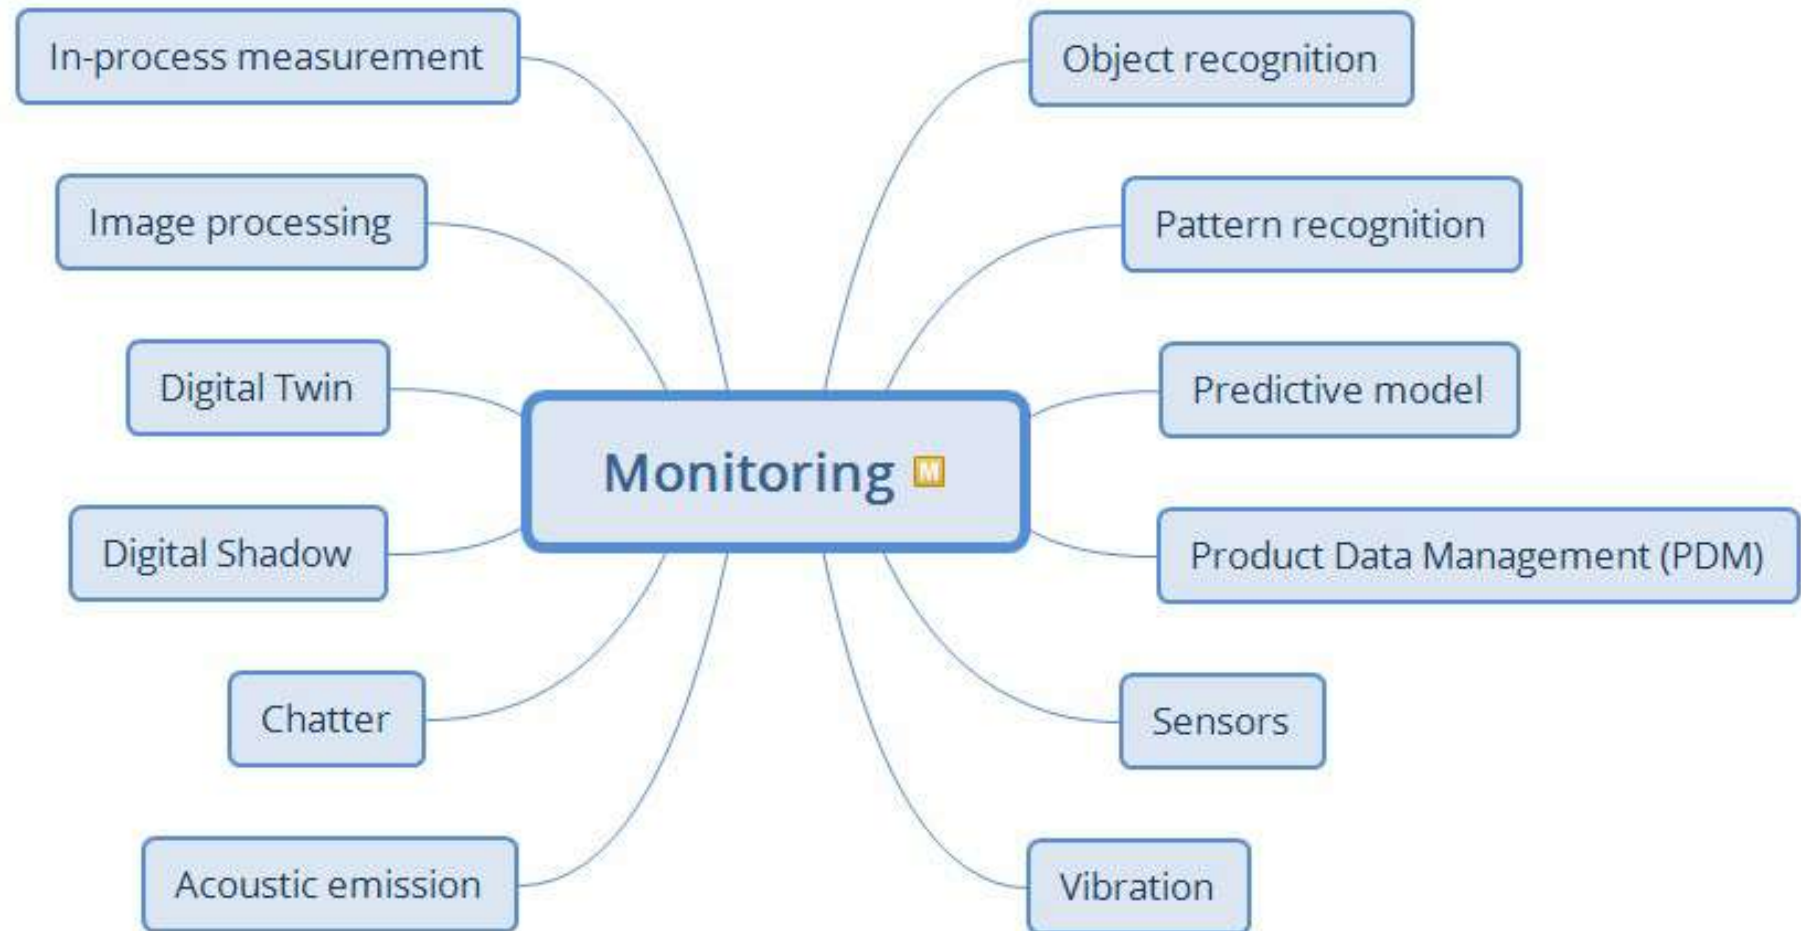 In-process measurement
Object recognition
Image processing
Pattern recognition
Digital Twin
Predictive model
Monitoring M
Digital Shadow
Product Data Management (PDM)
Chatter
Sensors
Acoustic emission
Vibration